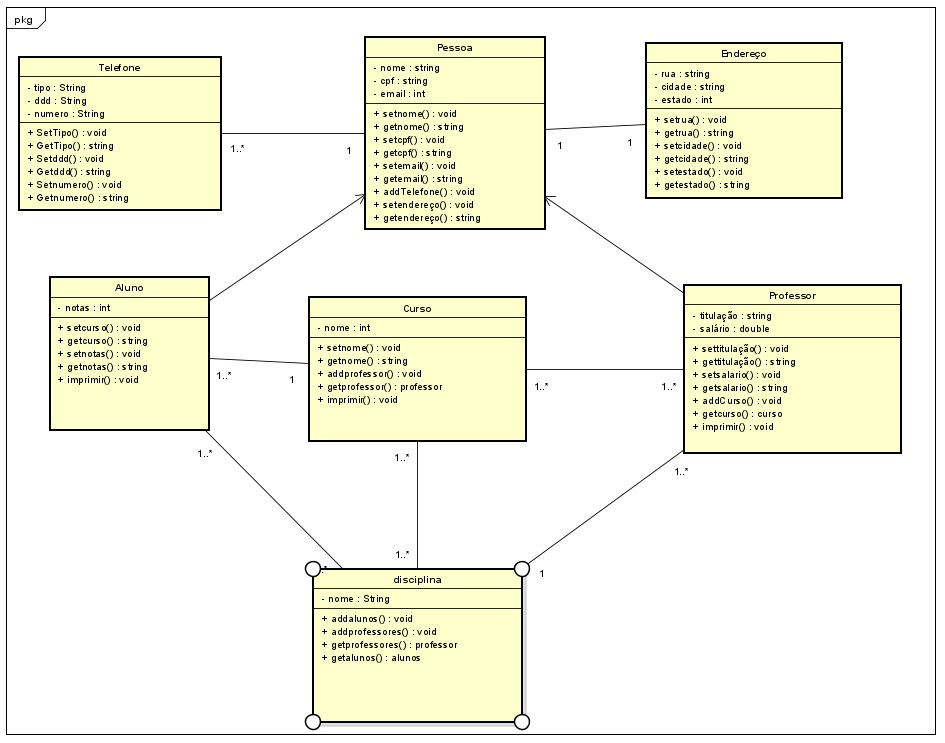 pkg
Telefone
- tipo : String
- ddd : String
- numero : String
+ SetTipo() : void
+ GetTipo() : string
+ Setddd() : void
+ Getddd() : string
+ Setnumero() : void
+ Getnumero() : string
Pessoa
- nome : string
- cpf : string
- email : int
+ setnome() : void
+ getnome() : string
+ setcpf() : void
+ getcpf() : string
+ setemail() : void
+ getemail() : string
+ addTelefone() : void
+ setendereço() : void
+ getendereço() : string
Endereço
- rua : string
- cidade : string
- estado : int
+ setrua() : void
+ getrua() : string
+ setcidade() : void
+ getcidade() : string
+ setestado() : void
+ getestado() : string
1..*
1
1
1
Aluno
- notas : int
+ setcurso() : void
+ getcurso() : string
+ setnotas() : void
+ getnotas() : string
+ imprimir() : void
Curso
- nome : int
+ setnome() : void
+ getnome() : string
+ addprofessor() : void
+ getprofessor() : professor
+ imprimir() : void
Professor
- titulação : string
- salário : double
+ settitulação() : void
+ gettitulação() : string
+ setsalario() : void
+ getsalario() : string
+ addCurso() : void
+ getcurso() : curso
+ imprimir() : void
1..*
1
1..*
1..*
1..*
1..*
1..*
1..*
1
disciplina
- nome : String
+ addalunos() : void
+ addprofessores() : void
+ getprofessores() : professor
+ getalunos() : alunos